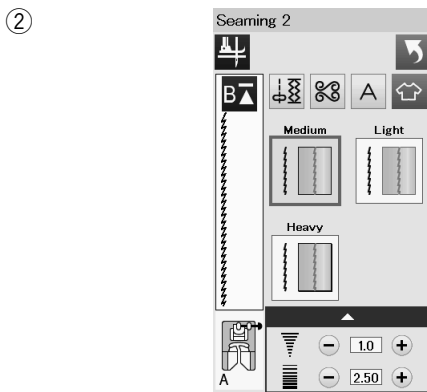 ②
Seaming 2
B
A
Medium Light
Heavy
− 1.0 +
A
− 2.50 +